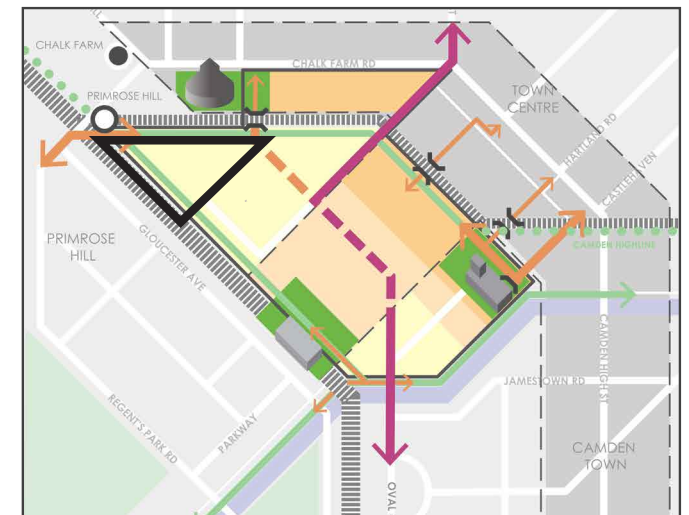 CHALK FARM
CHALK FARM RD
PRIMROSE HILL
TOWN
CENTRE
HARTLAND RD
CASTLEHAVEN
PRIMROSE
HILL
GLOUCESTER AVE
CAMDEN HIGHLINE
CAMDEN HIGH ST
JAMESTOWN RD
REGENT'S PARK RD
PARKWAY
CAMDEN
TOWN
OVAL